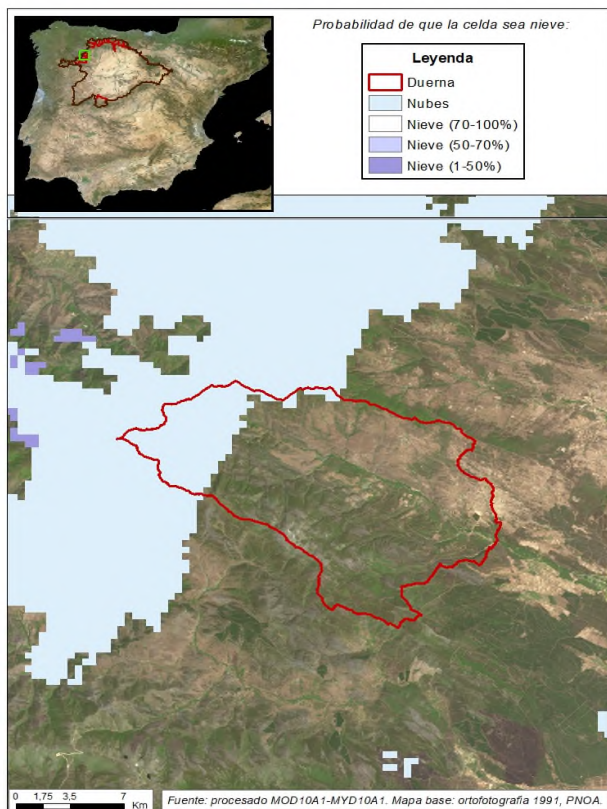 Probabilidad de que la celda sea nieve:
Leyenda
Duerna
Nubes
Nieve (70-100%)
Nieve (50-70%)
Nieve (1-50%)
0 1,75 3,5 7
Km
Fuente: procesado MOD10A1-MYD10A1. Mapa base: ortofotografia 1991, PNOA